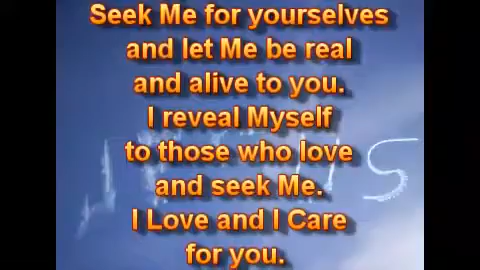 Seek Me for yourselves
and let Me be real
and alive to you.
I reveal Myself
to those who love
and seek Me.
I Love and I Care
for you.